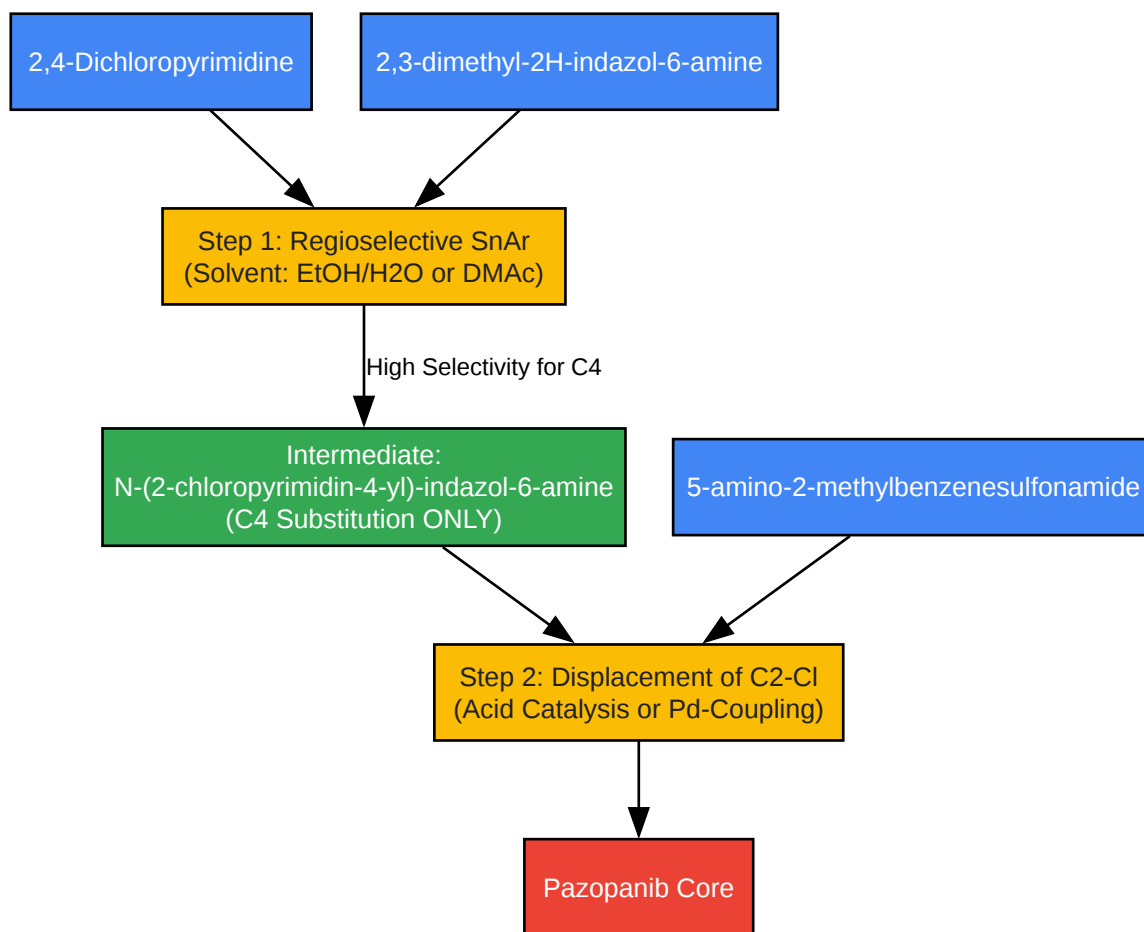 2,4-Dichloropyrimidine
2,3-dimethyl-2H-indazol-6-amine
Step 1: Regioselective SnAr
(Solvent: EtOH/H2O or DMAc)
High Selectivity for C4
Intermediate:
N-(2-chloropyrimidin-4-yl)-indazol-6-amine
(C4 Substitution ONLY)
5-amino-2-methylbenzenesulfonamide
Step 2: Displacement of C2-Cl
(Acid Catalysis or Pd-Coupling)
Pazopanib Core